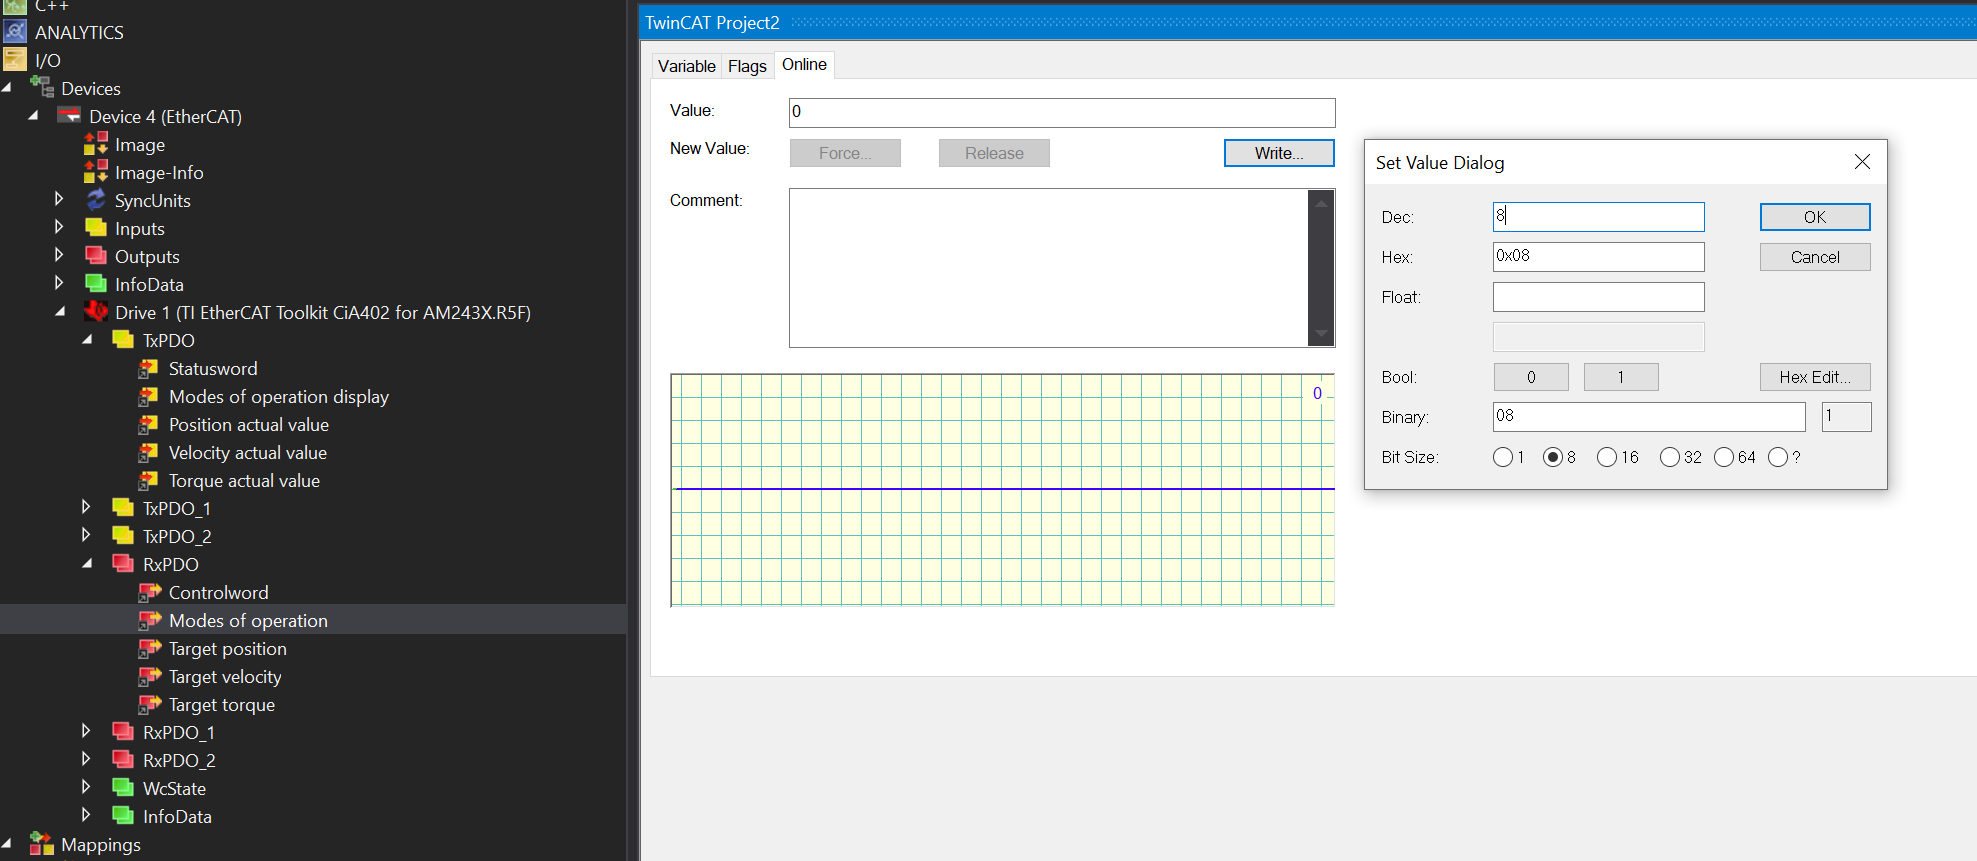 C++
ANALYTICS
I/O
Devices
Device 4 (EtherCAT)
Image
Image-Info
SyncUnits
Inputs
Outputs
InfoData
Drive 1 (TI EtherCAT Toolkit CiA402 for AM243X.R5F)
TxPDO
Statusword
Modes of operation display
Position actual value
Velocity actual value
Torque actual value
TxPDO_1
TxPDO_2
RxPDO
Controlword
Modes of operation
Target position
Target velocity
Target torque
RxPDO_1
RxPDO_2
WcState
InfoData
Mappings
TwinCAT Project2
Variable Flags Online
Value: 0
New Value: Force... Release Write...
Comment:
0
Set Value Dialog
Dec: 8 OK
Hex: 0x08 Cancel
Float:
Bool: 0 1 Hex Edit...
Binary: 08 1
Bit Size: 1 8 16 32 64 ?